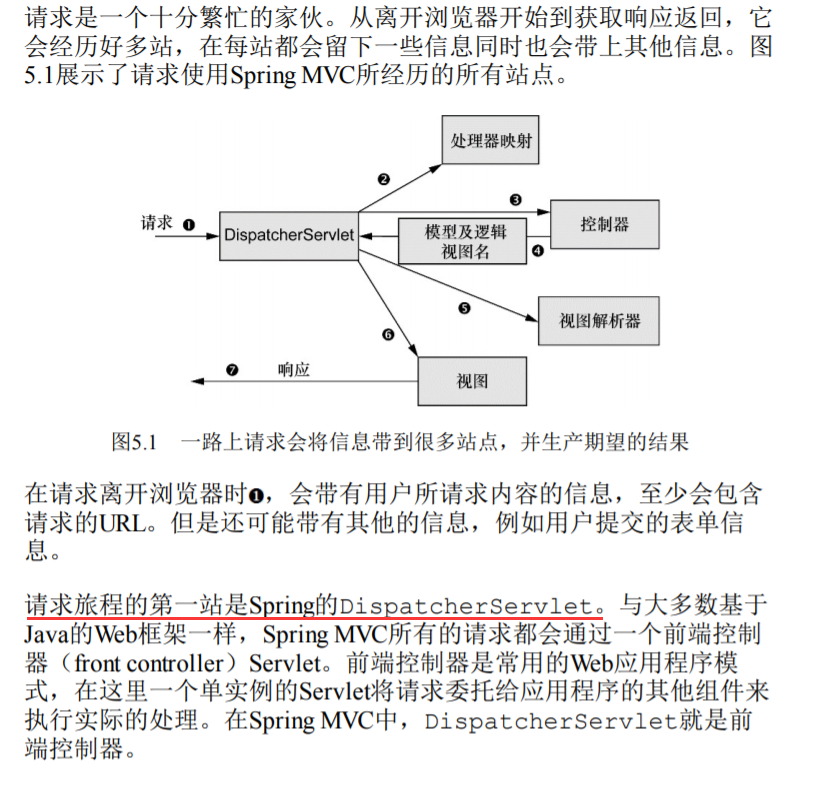 请求是一个十分繁忙的家伙。从离开浏览器开始到获取响应返回，它
会经历好多站，在每站都会留下一些信息同时也会带上其他信息。图
5.1展示了请求使用Spring MVC所经历的所有站点。
处理器映射
❷
❸
请求 ❶
DispatcherServlet
模型及逻辑
视图名
控制器
❹
❺
视图解析器
❻
❼ 响应
视图
图5.1 一路上请求会将信息带到很多站点，并生产期望的结果
在请求离开浏览器时❶，会带有用户所请求内容的信息，至少会包含
请求的URL。但是还可能带有其他的信息，例如用户提交的表单信
息。
请求旅程的第一站是Spring的DispatcherServlet。与大多数基于
Java的Web框架一样，Spring MVC所有的请求都会通过一个前端控制
器（front controller）Servlet。前端控制器是常用的Web应用程序模
式，在这里一个单实例的Servlet将请求委托给应用程序的其他组件来
执行实际的处理。在Spring MVC中，DispatcherServlet就是前
端控制器。